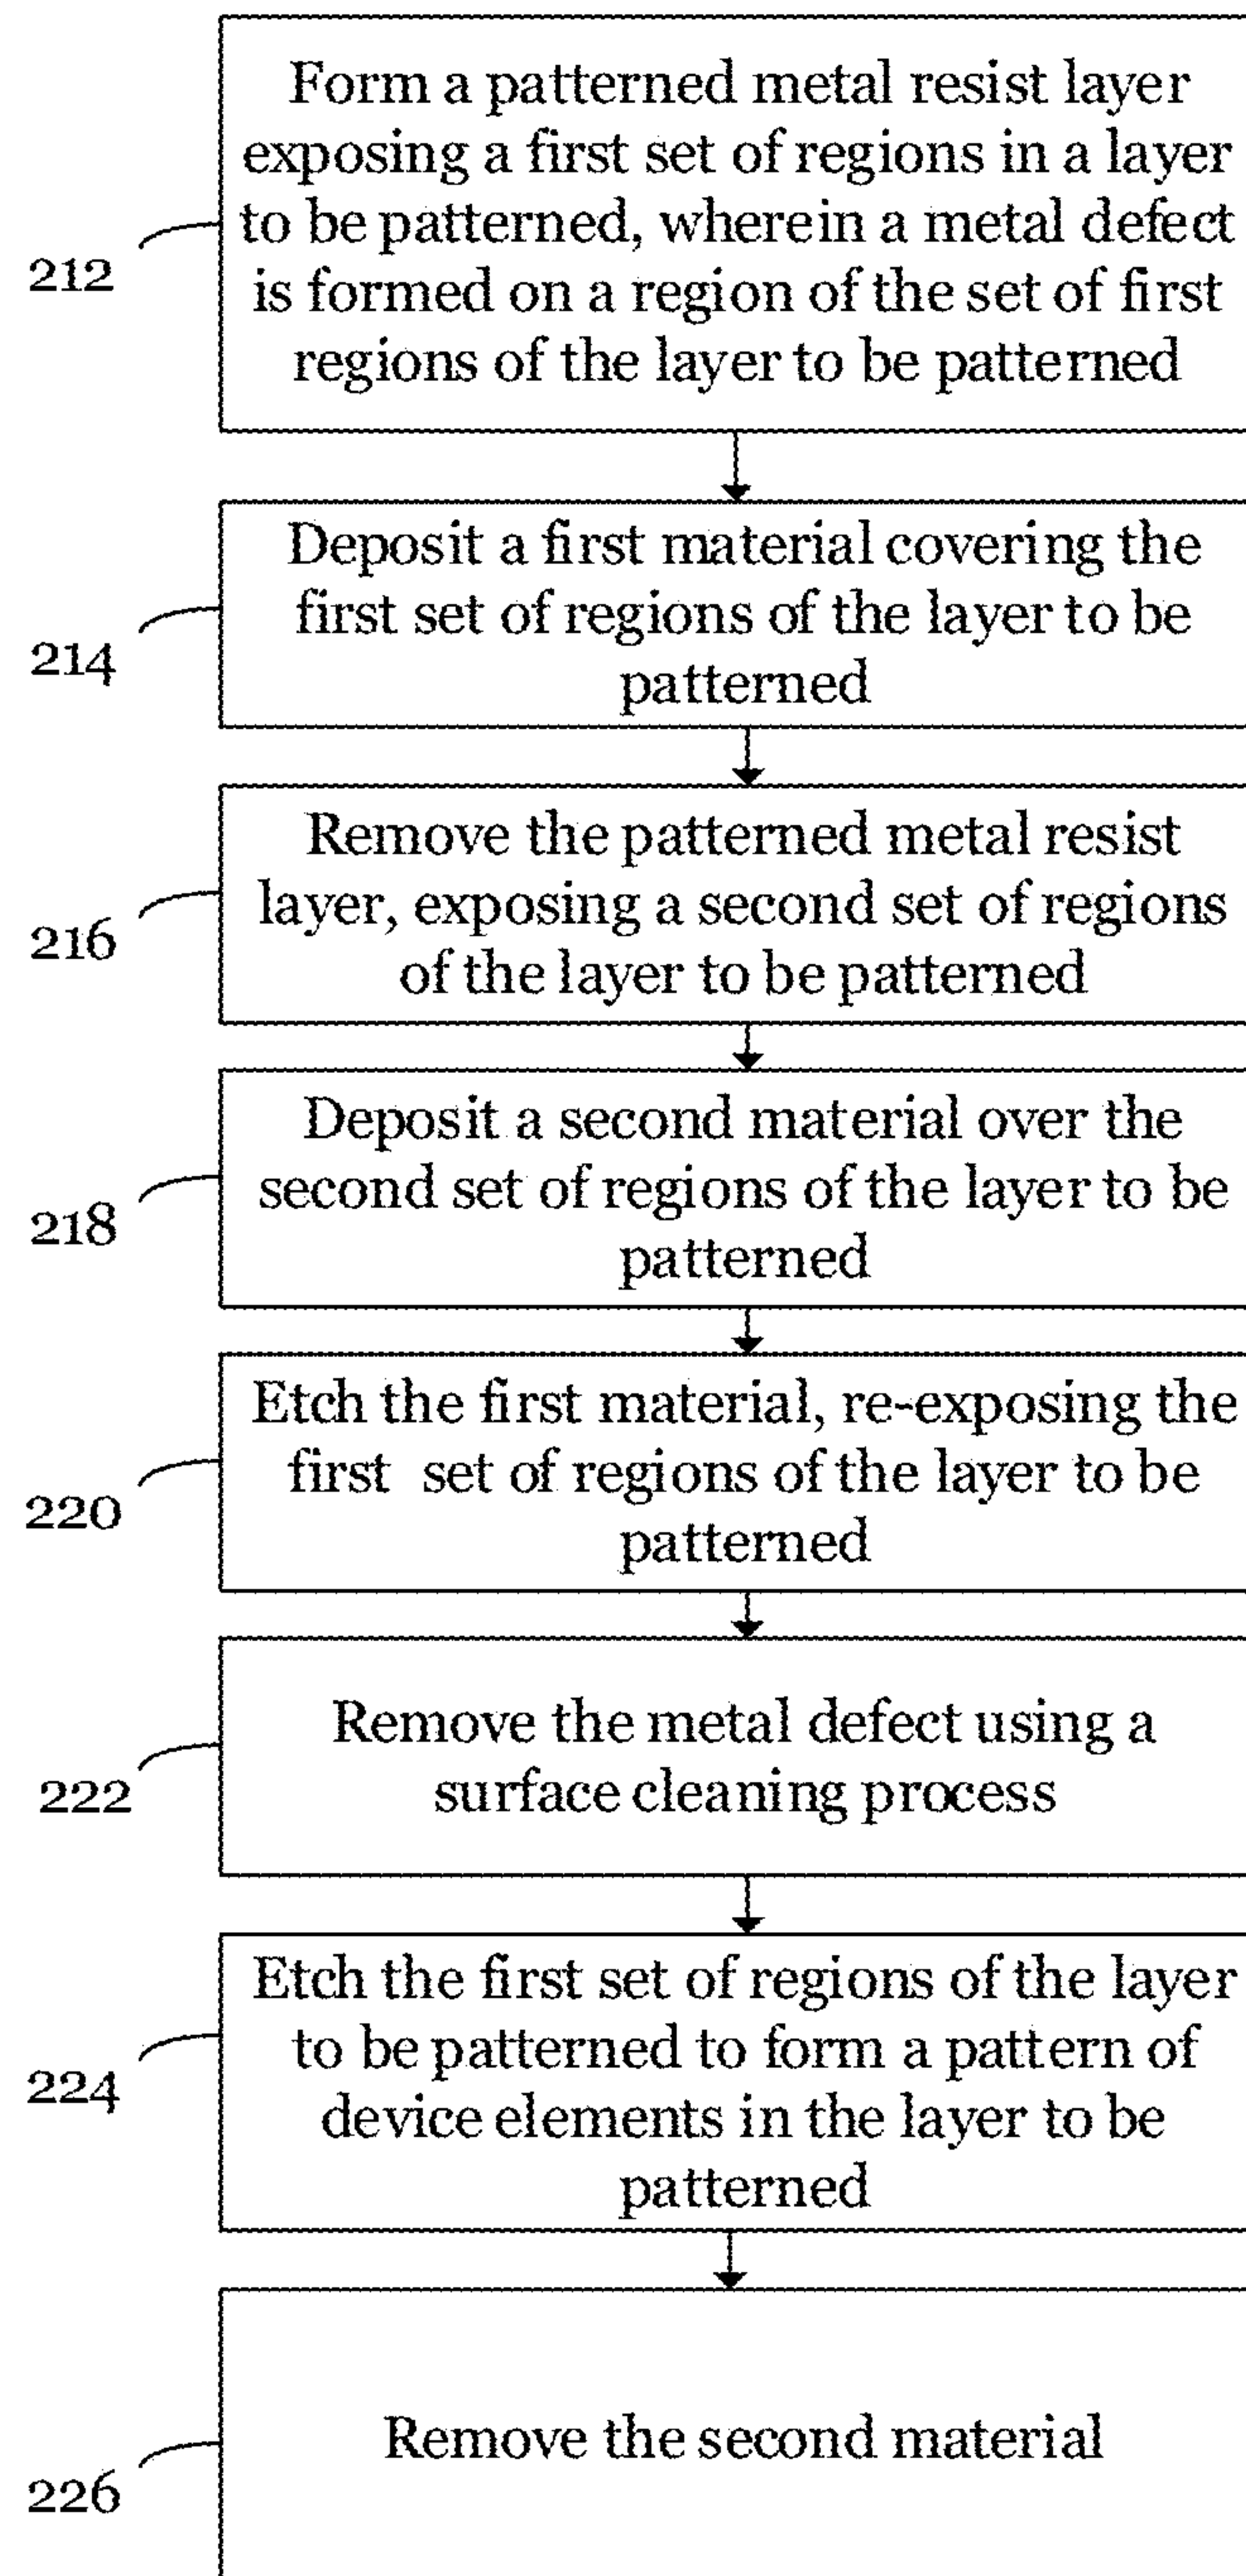 Form a patterned metal resist layer
exposing a first set of regions in a layer
to be patterned, wherein a metal defect
is formed on a region of the set of first
regions of the layer to be patterned
212
Deposit a first material covering the
first set of regions of the layer to be
patterned
214
Remove the patterned metal resist
layer, exposing a second set of regions
of the layer to be patterned
216
Deposit a second material over the
second set of regions of the layer to be
patterned
218
Etch the first material, re-exposing the
first set of regions of the layer to be
patterned
220
Remove the metal defect using a
surface cleaning process
222
Etch the first set of regions of the layer
to be patterned to form a pattern of
device elements in the layer to be
patterned
224
Remove the second material
226